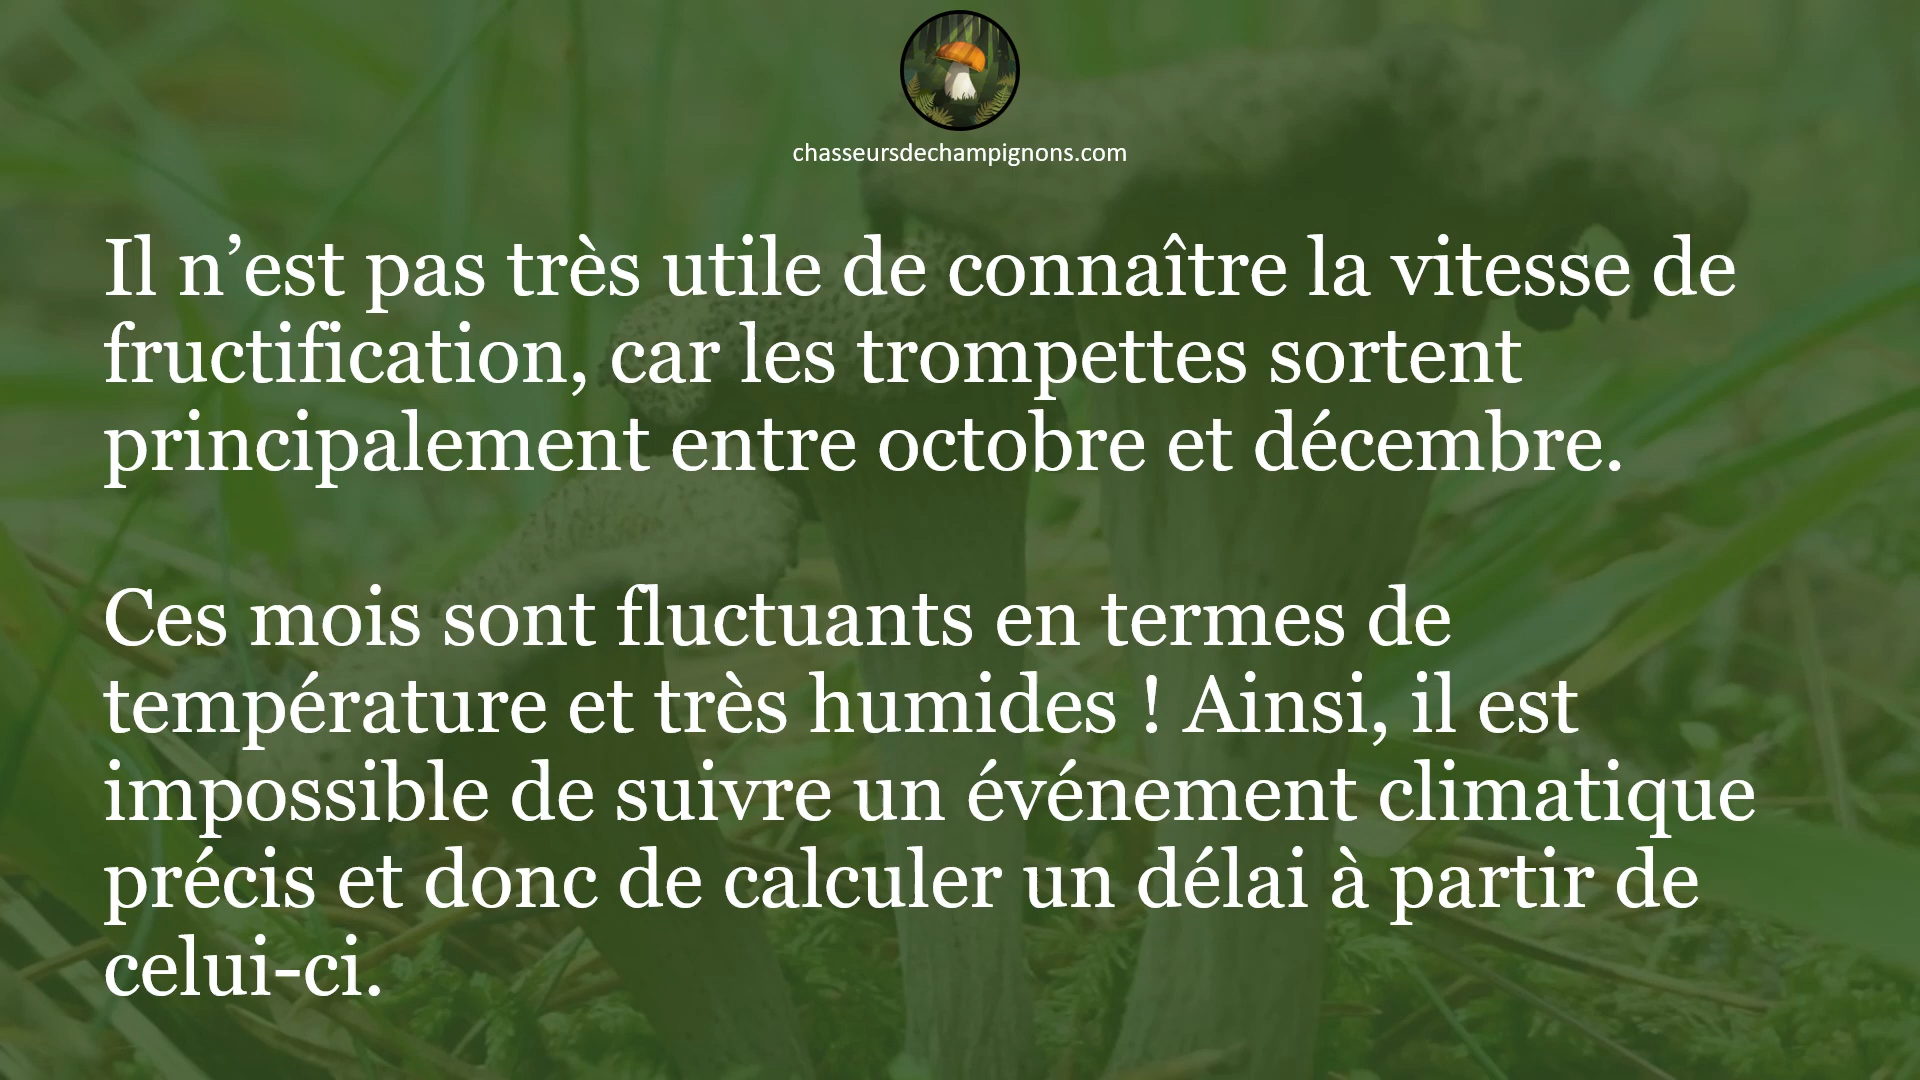 chasseursdechampignons.com
Il n’est pas très utile de connaître la vitesse de
fructification, car les trompettes sortent
principalement entre octobre et décembre.
Ces mois sont fluctuants en termes de
température et très humides ! Ainsi, il est
impossible de suivre un événement climatique
précis et donc de calculer un délai à partir de
celui-ci.